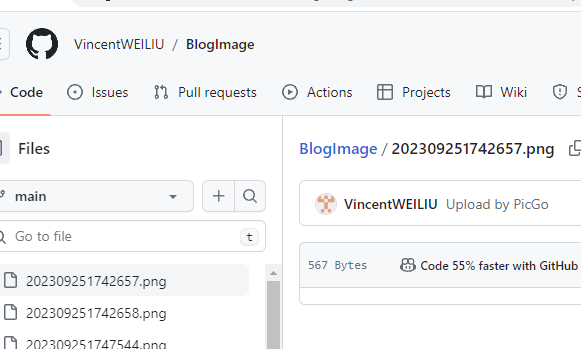 VincentWEILIU / BlogImage
Code Issues Pull requests Actions Projects Wiki
Files
main
Go to file t
202309251742657.png
202309251742658.png
202309251747544.png
BlogImage / 202309251742657.png
VincentWEILIU Upload by PicGo
567 Bytes Code 55% faster with GitHub